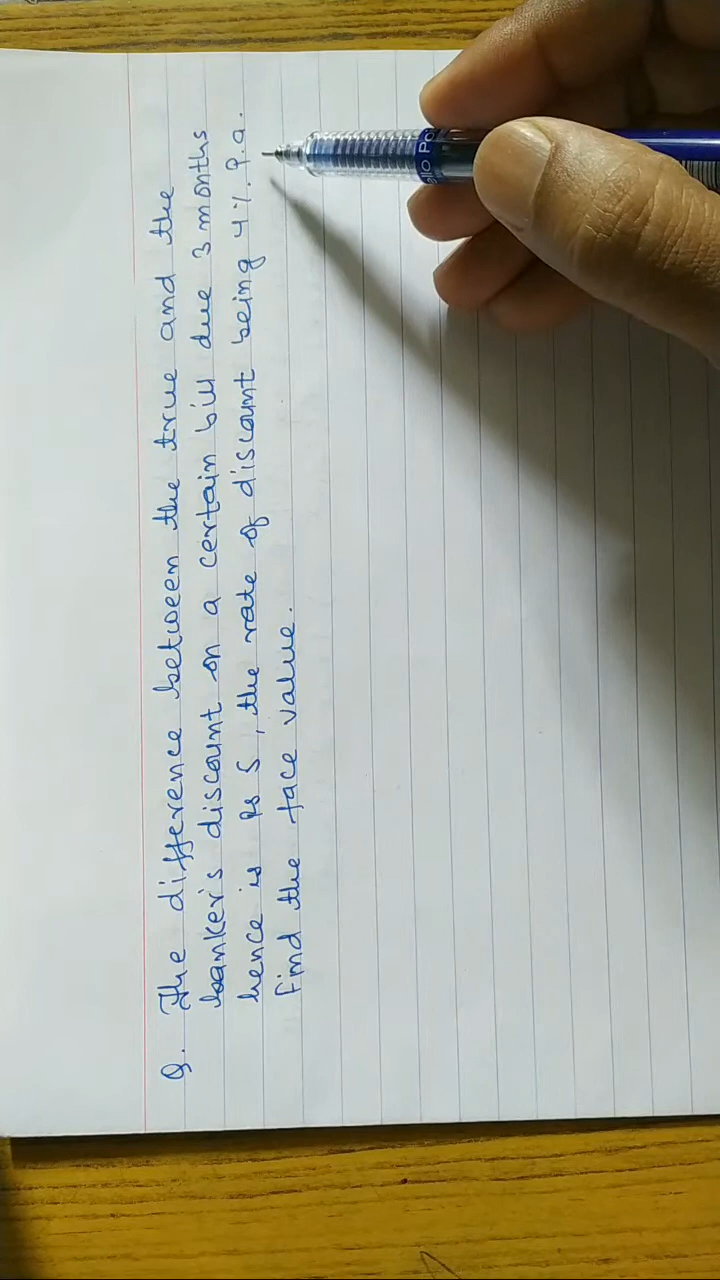 Q. The difference between the true and the
banker's discount on a certain bill due 3 months
hence is Rs 5, the rate of discount being 4% P.a.
Find the face value.